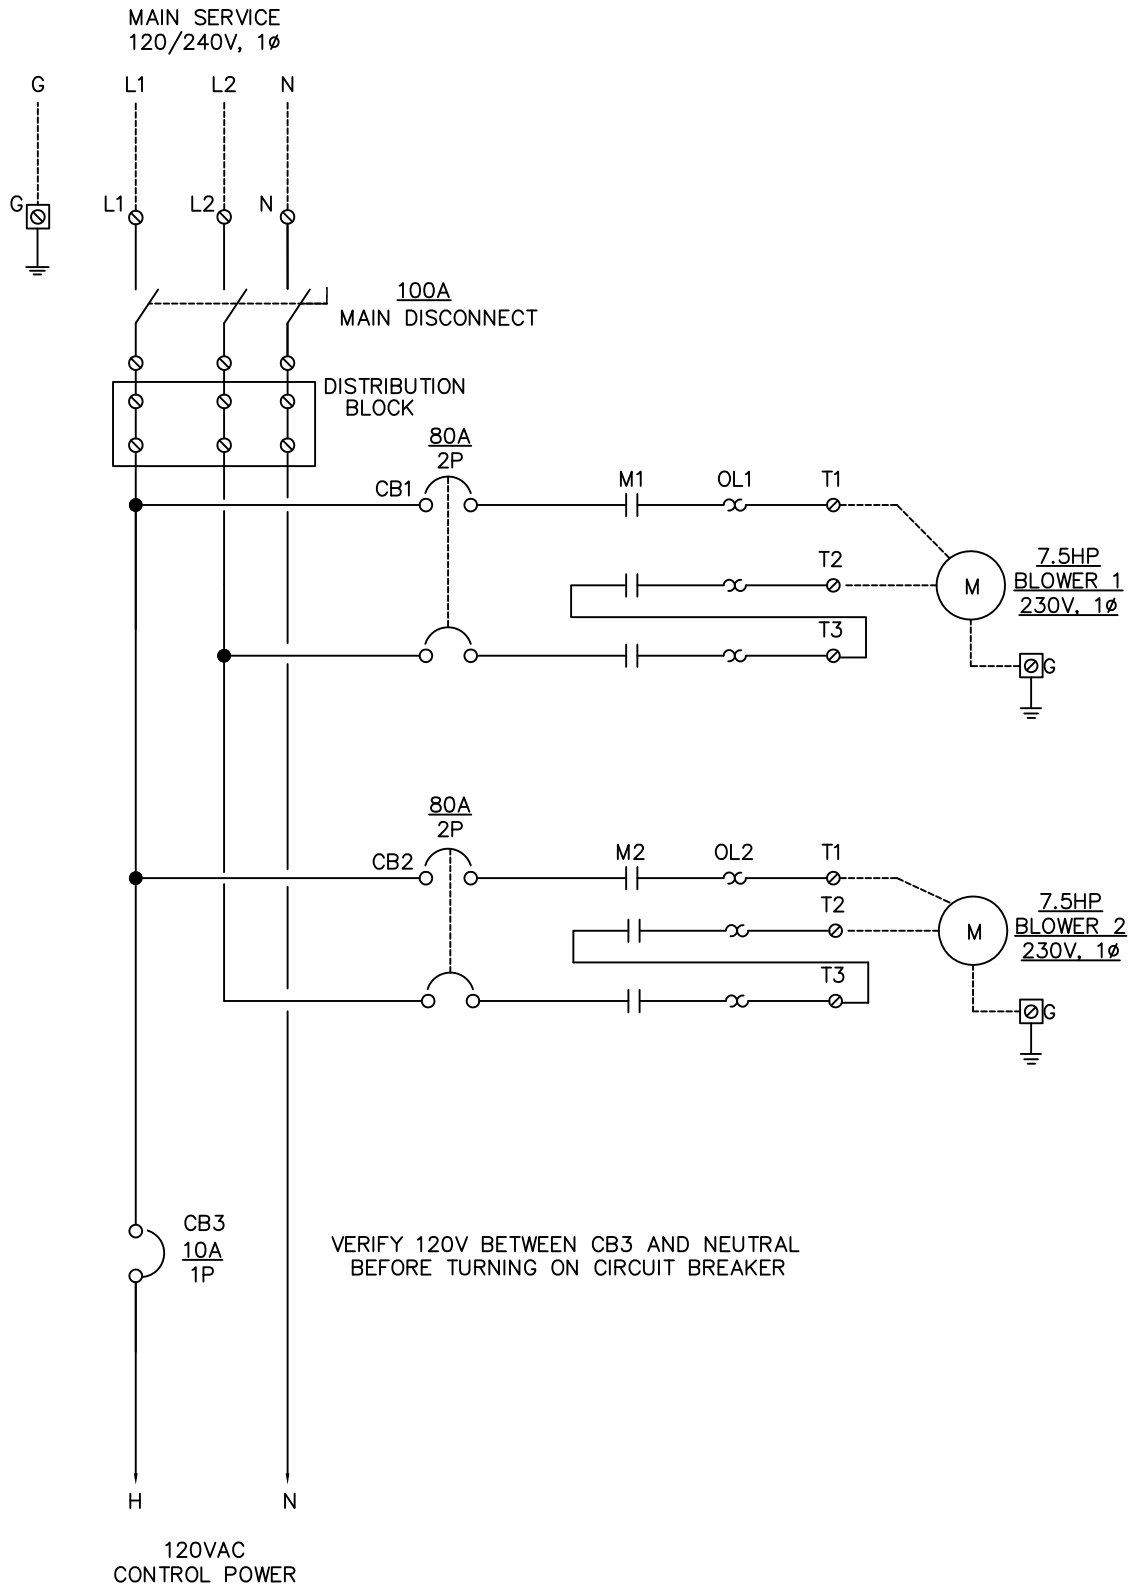 MAIN SERVICE
120/240V, 1ø
G
L1
L2
N
G
L1
L2
N
100A
MAIN DISCONNECT
DISTRIBUTION
BLOCK
80A
2P
CB1
M1
OL1
T1
T2
T3
7.5HP
BLOWER 1
230V, 1ø
M
G
80A
2P
CB2
M2
OL2
T1
T2
T3
7.5HP
BLOWER 2
230V, 1ø
M
G
CB3
10A
1P
VERIFY 120V BETWEEN CB3 AND NEUTRAL
BEFORE TURNING ON CIRCUIT BREAKER
H
N
120VAC
CONTROL POWER